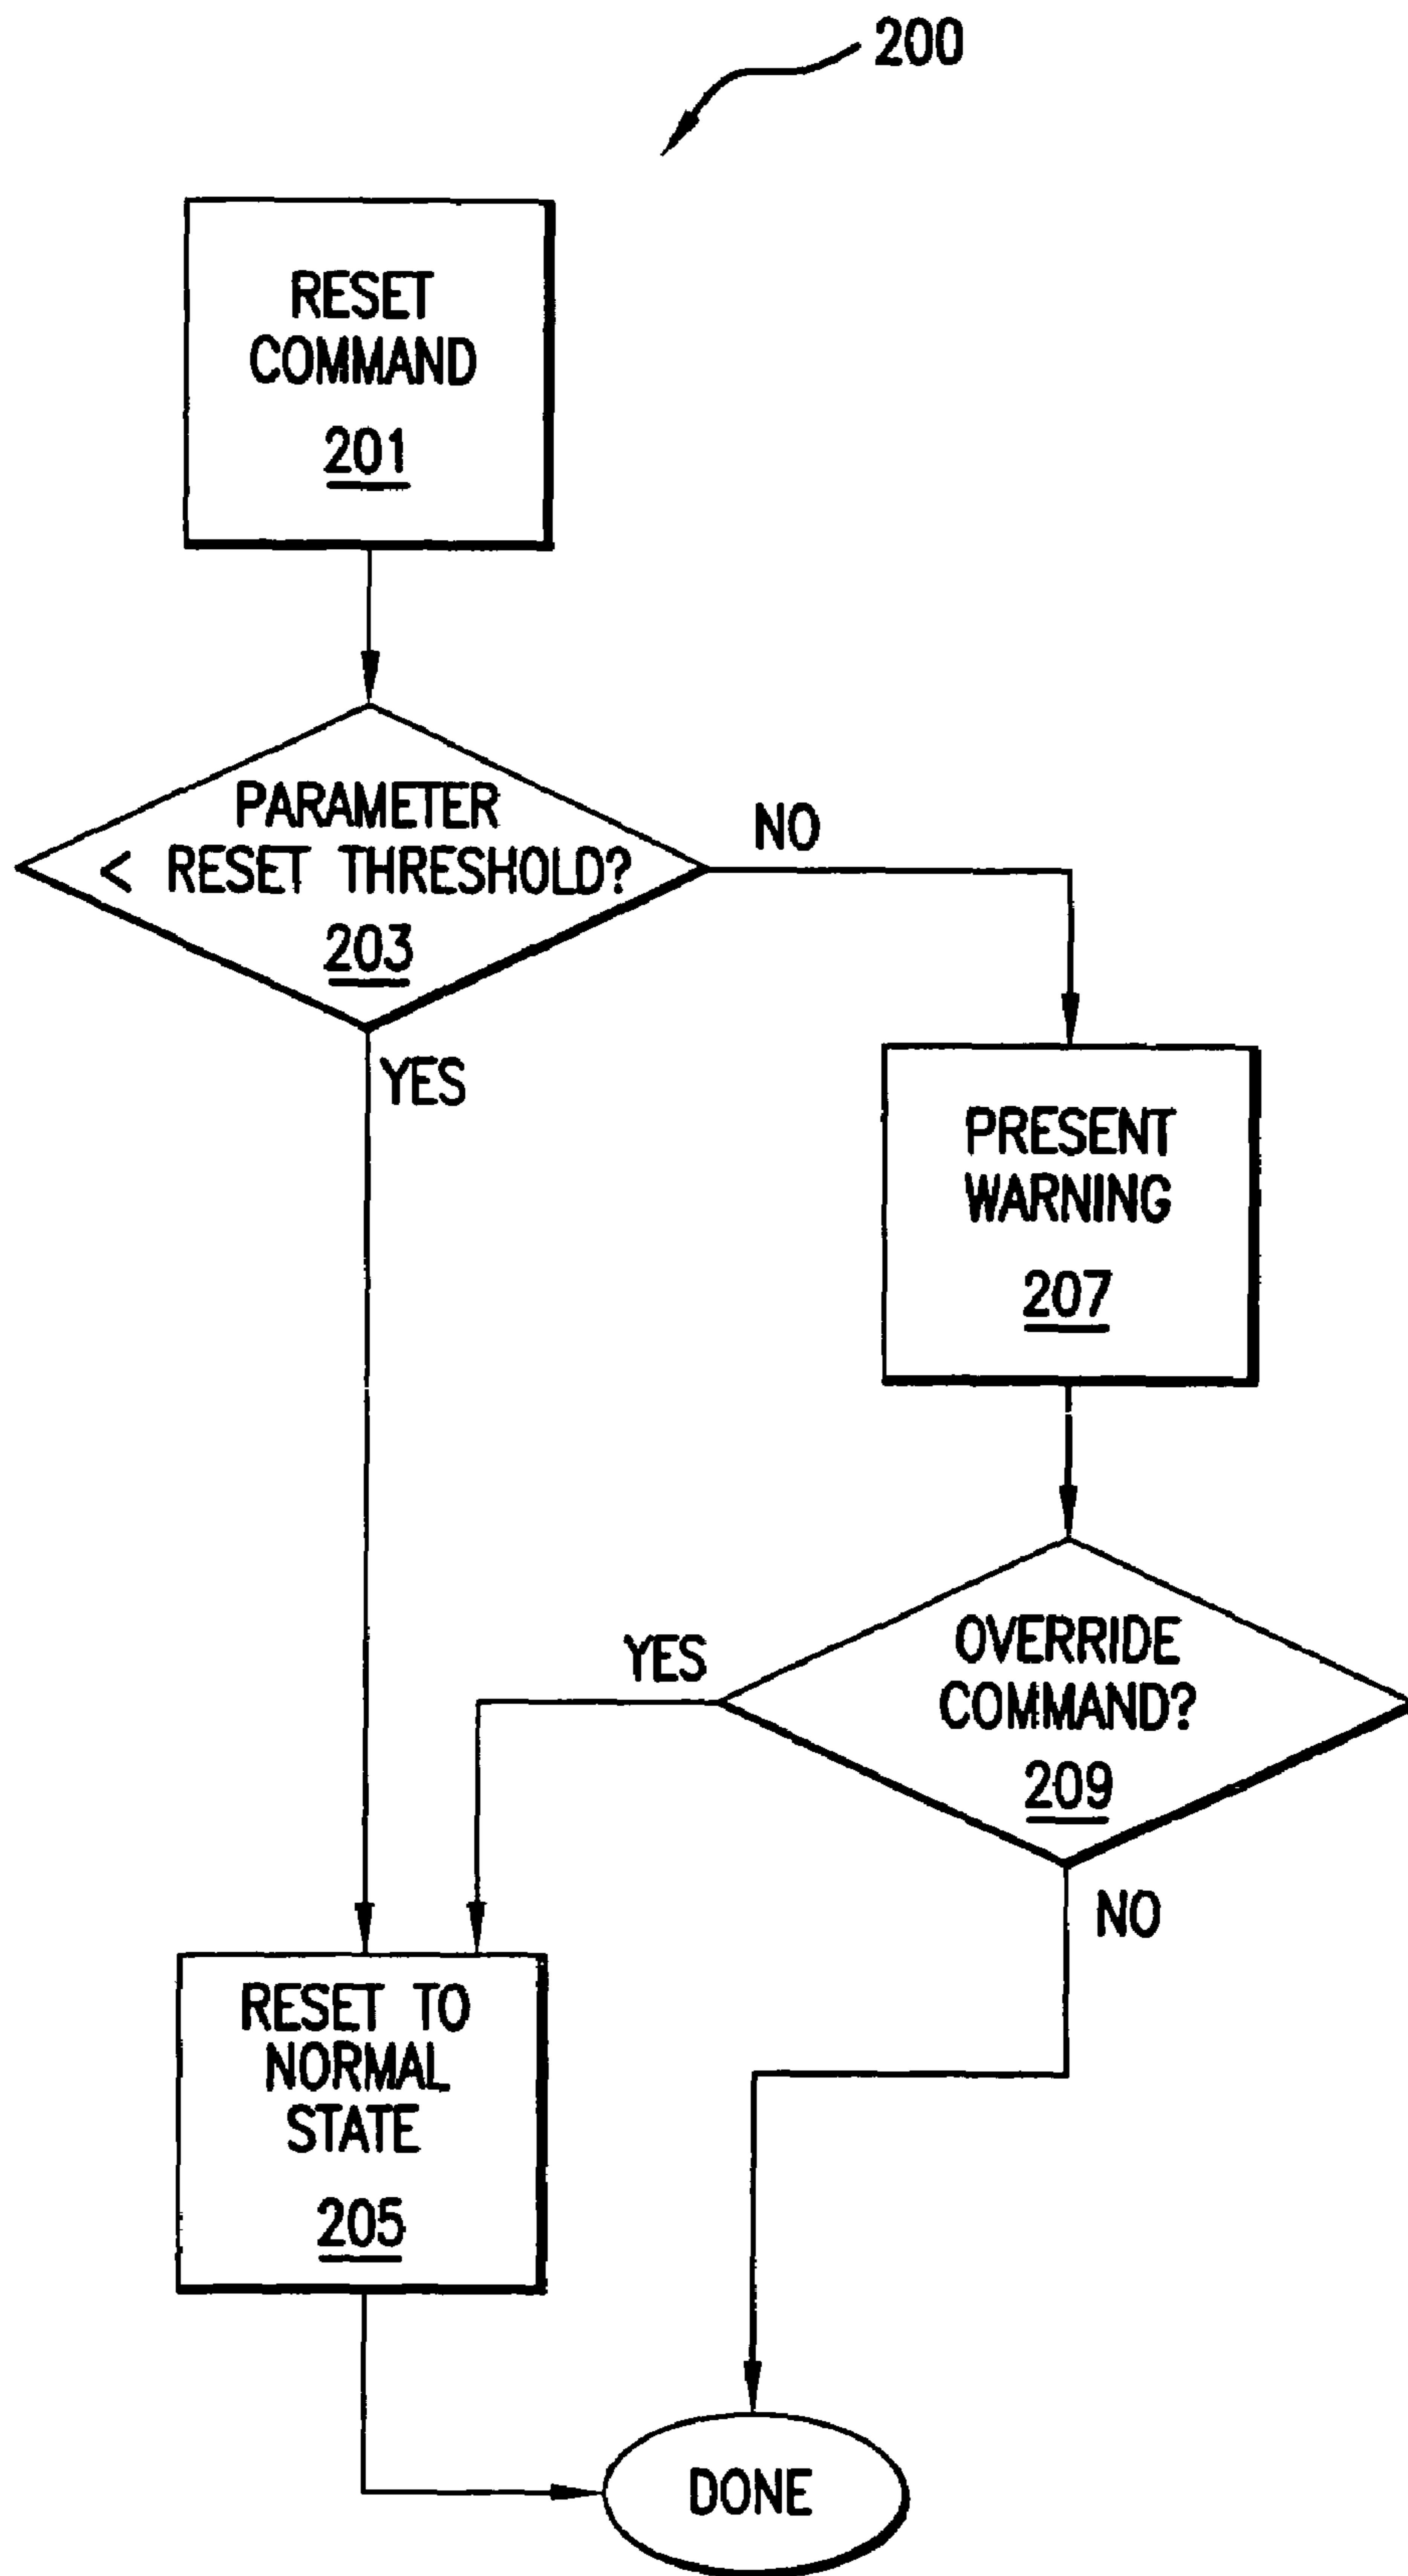 200
RESET
COMMAND
201
PARAMETER
< RESET THRESHOLD?
203
NO
YES
PRESENT
WARNING
207
OVERRIDE
COMMAND?
209
YES
NO
RESET TO
NORMAL
STATE
205
DONE